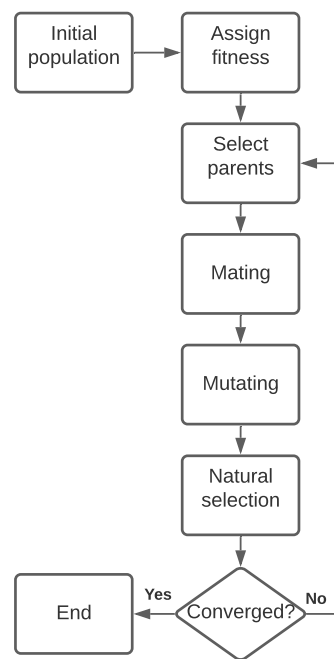 Initial
population
Assign
fitness
Select
parents
Mating
Mutating
Natural
selection
Converged?
Yes
No
End